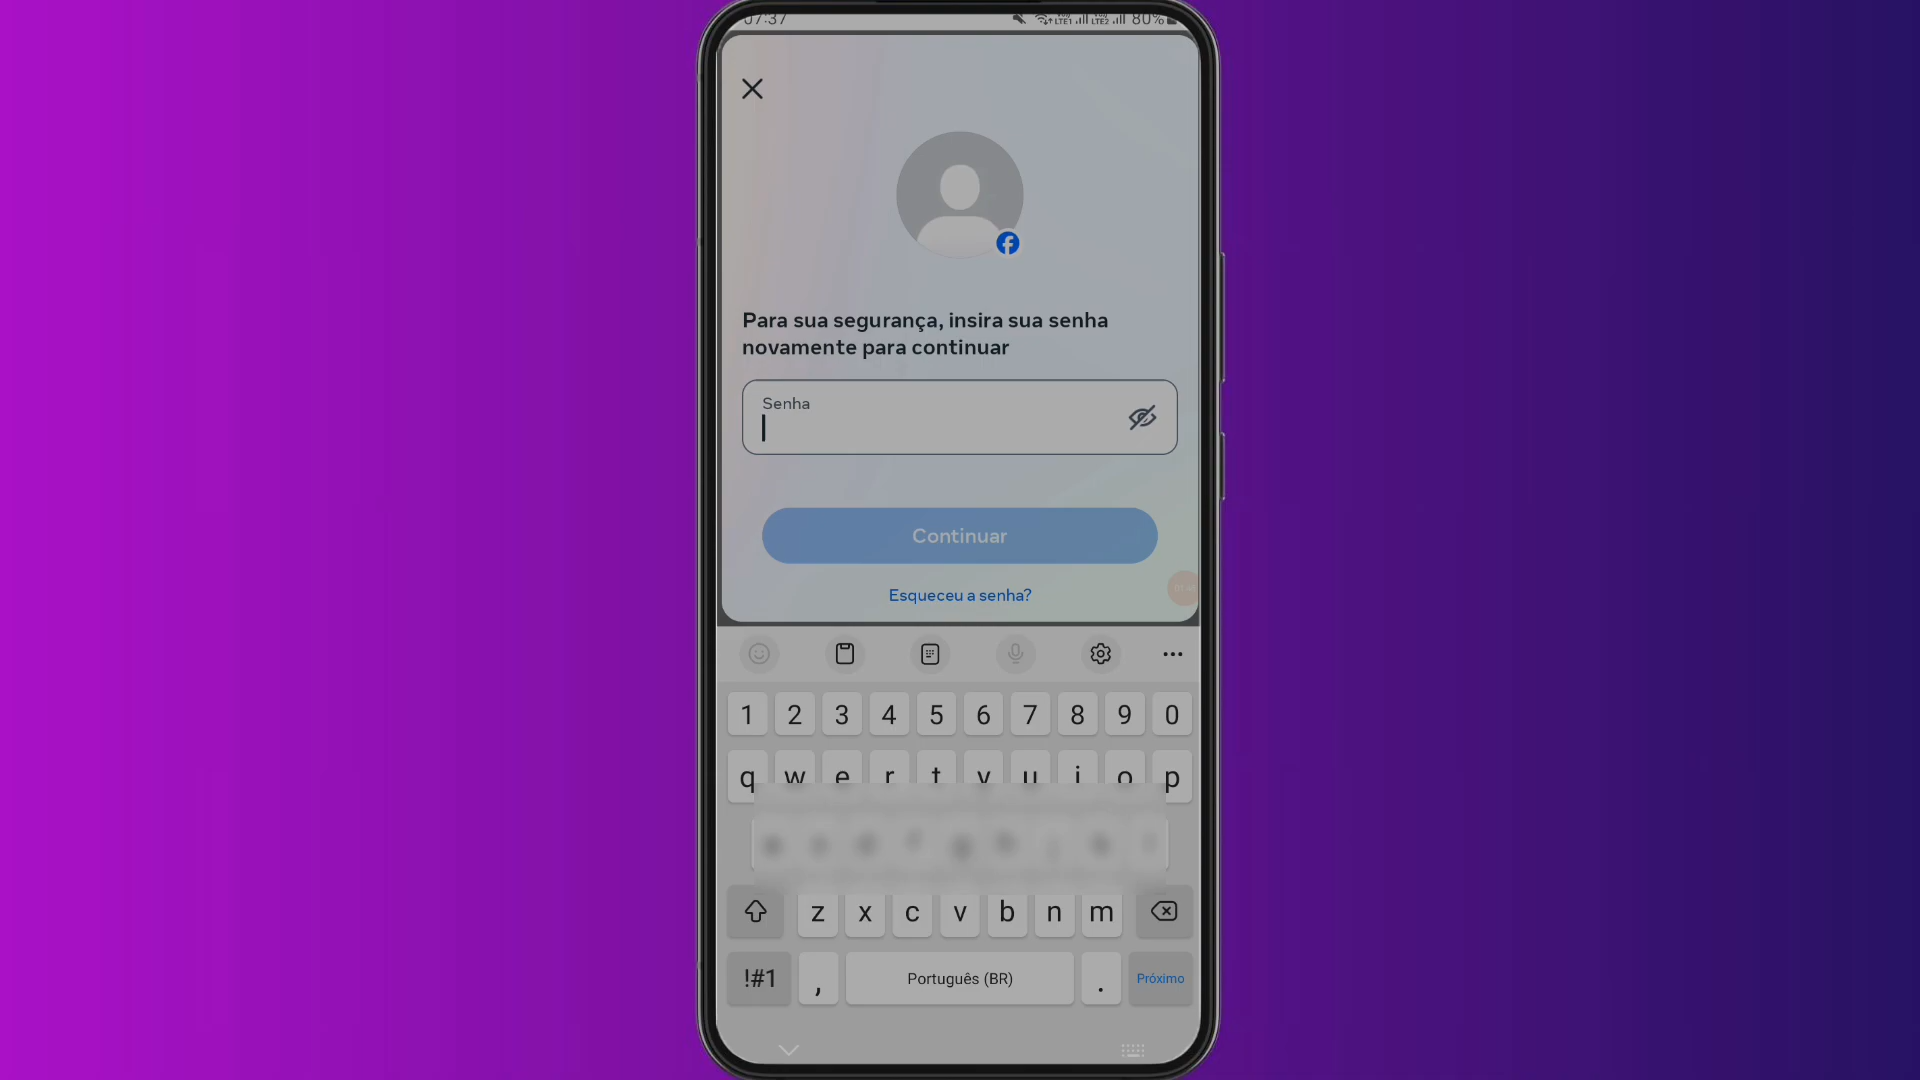 07:37
80%
Para sua segurança, insira sua senha
novamente para continuar
Senha
Continuar
Esqueceu a senha?
1 2 3 4 5 6 7 8 9 0
q w e r t y u i o p
z x c v b n m
!#1 , Português (BR) . Próximo